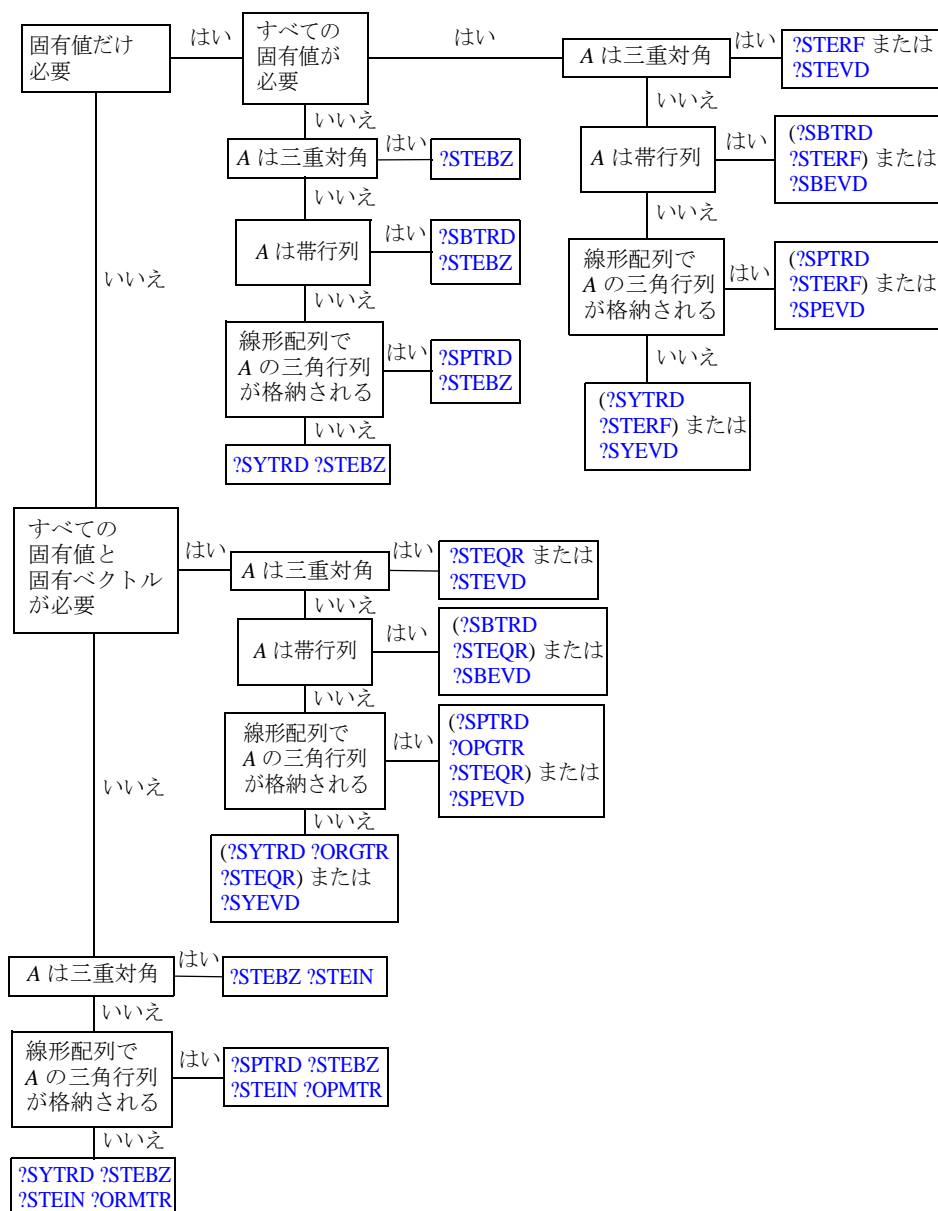 固有値だけ
必要
はい
すべての
固有値が
必要
はい
A は三重対角
はい
?STERF または
?STEVD
いいえ
A は帯行列
はい
(?SBTRD
?STERF) または
?SBEVD
いいえ
線形配列で
A の三角行列
が格納される
はい
(?SPTRD
?STERF) または
?SPEVD
いいえ
(?SYTRD
?STERF) または
?SYEVD
いいえ
A は三重対角
はい
?STEBZ
いいえ
A は帯行列
はい
?SBTRD
?STEBZ
いいえ
線形配列で
A の三角行列
が格納される
はい
?SPTRD
?STEBZ
いいえ
?SYTRD ?STEBZ
いいえ
すべての
固有値と
固有ベクトル
が必要
はい
A は三重対角
はい
?STEQR または
?STEVD
いいえ
A は帯行列
はい
(?SBTRD
?STEQR) または
?SBEVD
いいえ
線形配列で
A の三角行列
が格納される
はい
(?SPTRD
?OPGTR
?STEQR) または
?SPEVD
いいえ
(?SYTRD ?ORGTR
?STEQR) または
?SYEVD
いいえ
A は三重対角
はい
?STEBZ ?STEIN
いいえ
線形配列で
A の三角行列
が格納される
はい
?SPTRD ?STEBZ
?STEIN ?OPMTR
いいえ
?SYTRD ?STEBZ
?STEIN ?ORMTR